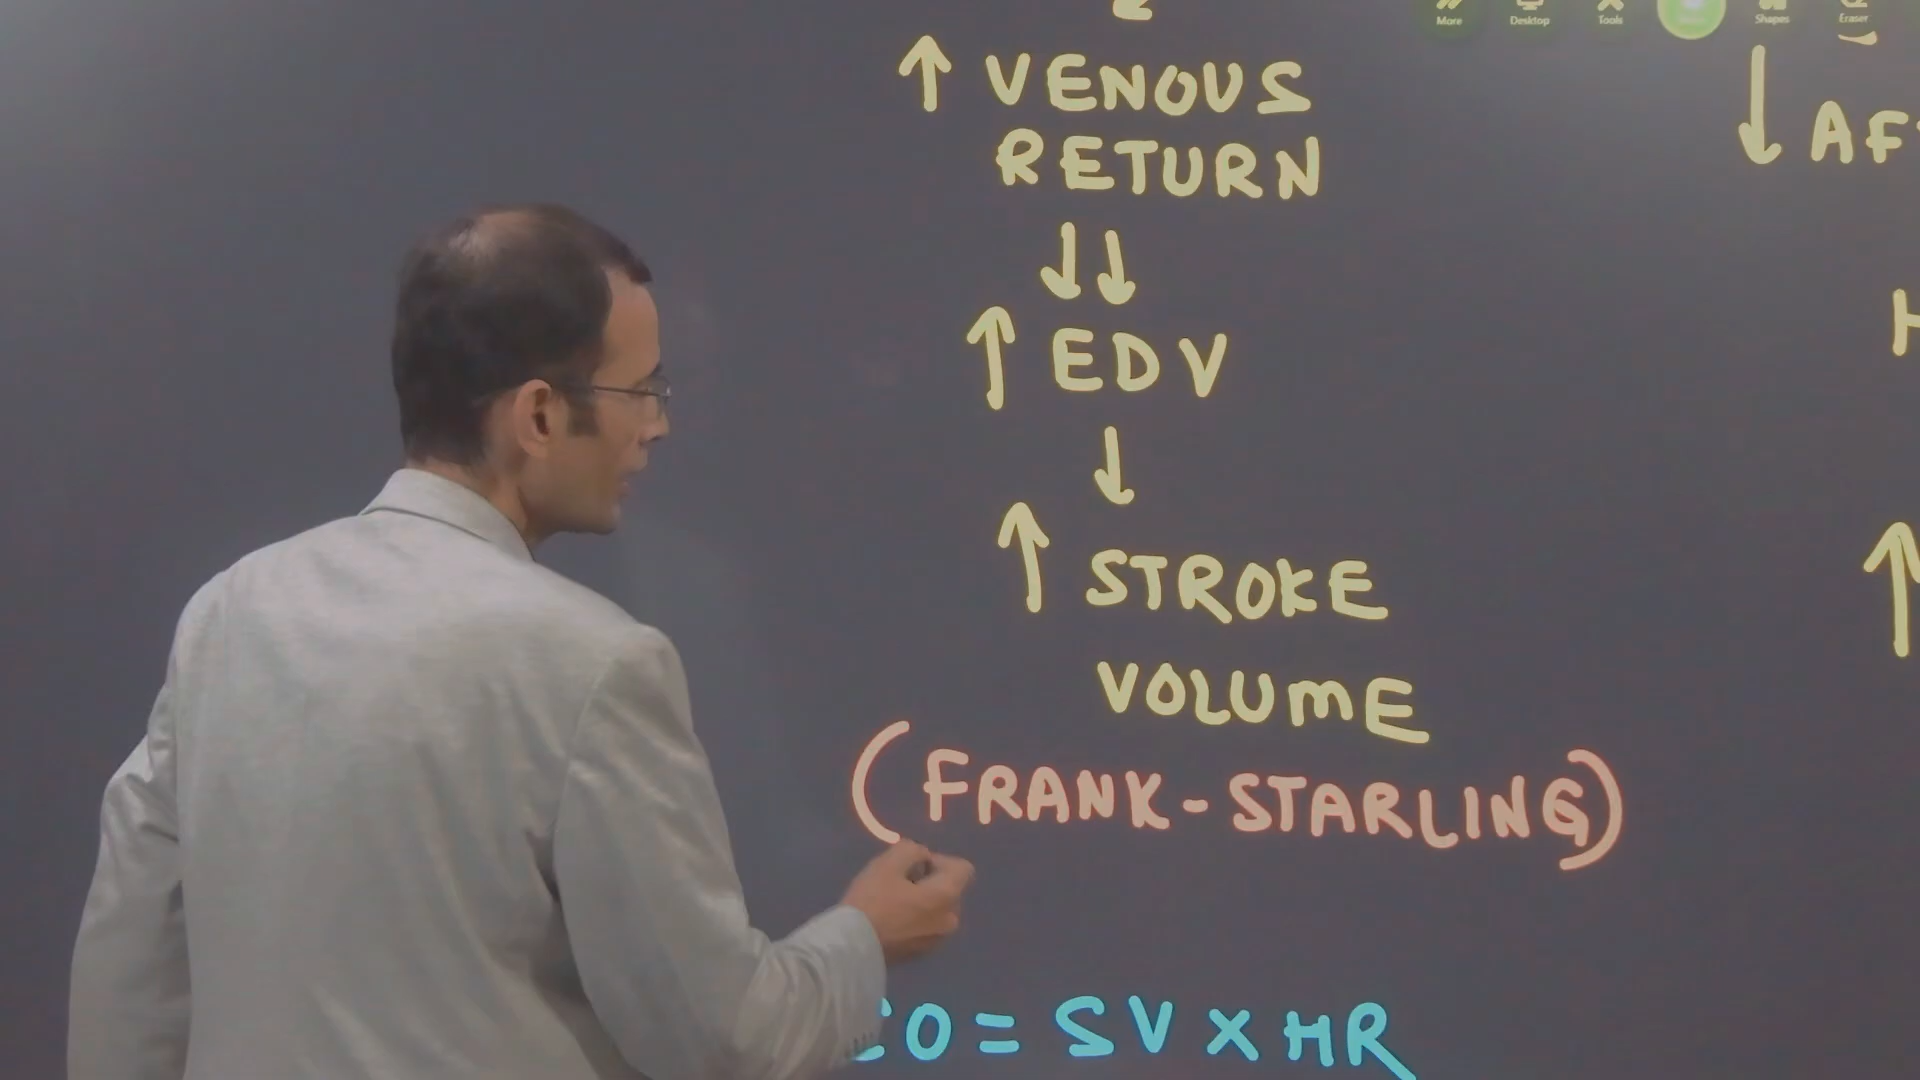 More Desktop Tools Shapes Eraser
↑ VENOUS
RETURN
↓↓
↑ EDV
↓
↑ STROKE
VOLUME
(FRANK-STARLING)
CO = SV X HR
↓ AF
H
↑